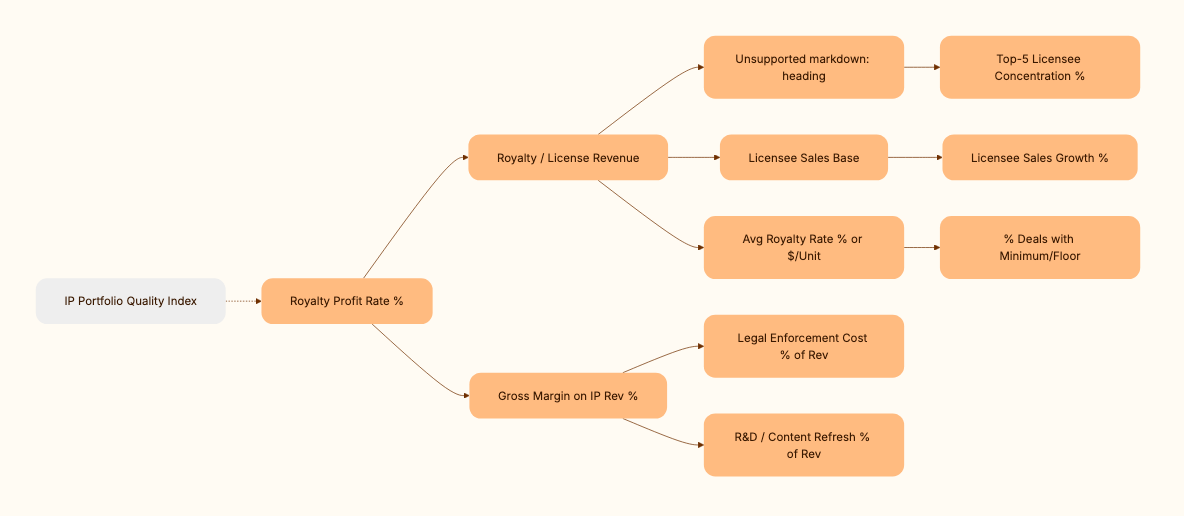 Unsupported markdown:
heading
Top-5 Licensee
Concentration %
Royalty / License Revenue
Licensee Sales Base
Licensee Sales Growth %
Avg Royalty Rate % or
$/Unit
% Deals with
Minimum/Floor
IP Portfolio Quality Index
Royalty Profit Rate %
Legal Enforcement Cost
% of Rev
Gross Margin on IP Rev %
R&D / Content Refresh %
of Rev